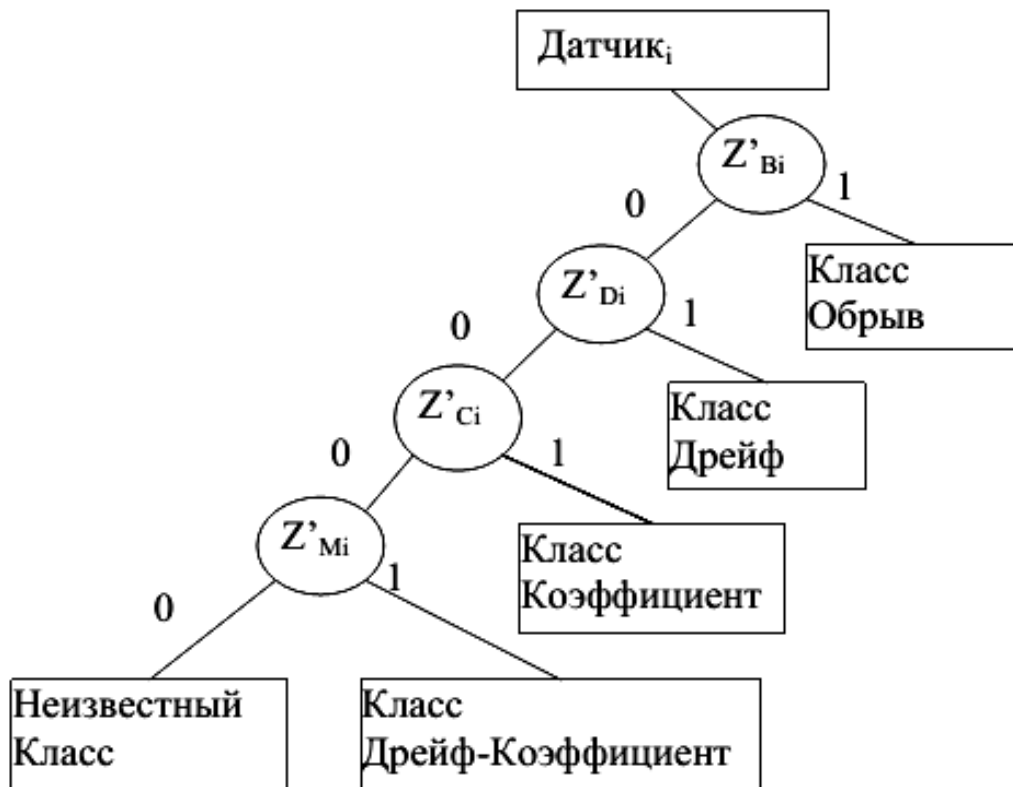 Датчикi
Z’Bi
0
1
Класс
Обрыв
Z’Di
0
1
Класс
Дрейф
Z’Ci
0
1
Класс
Коэффициент
Z’Mi
0
1
Неизвестный
Класс
Класс
Дрейф-Коэффициент